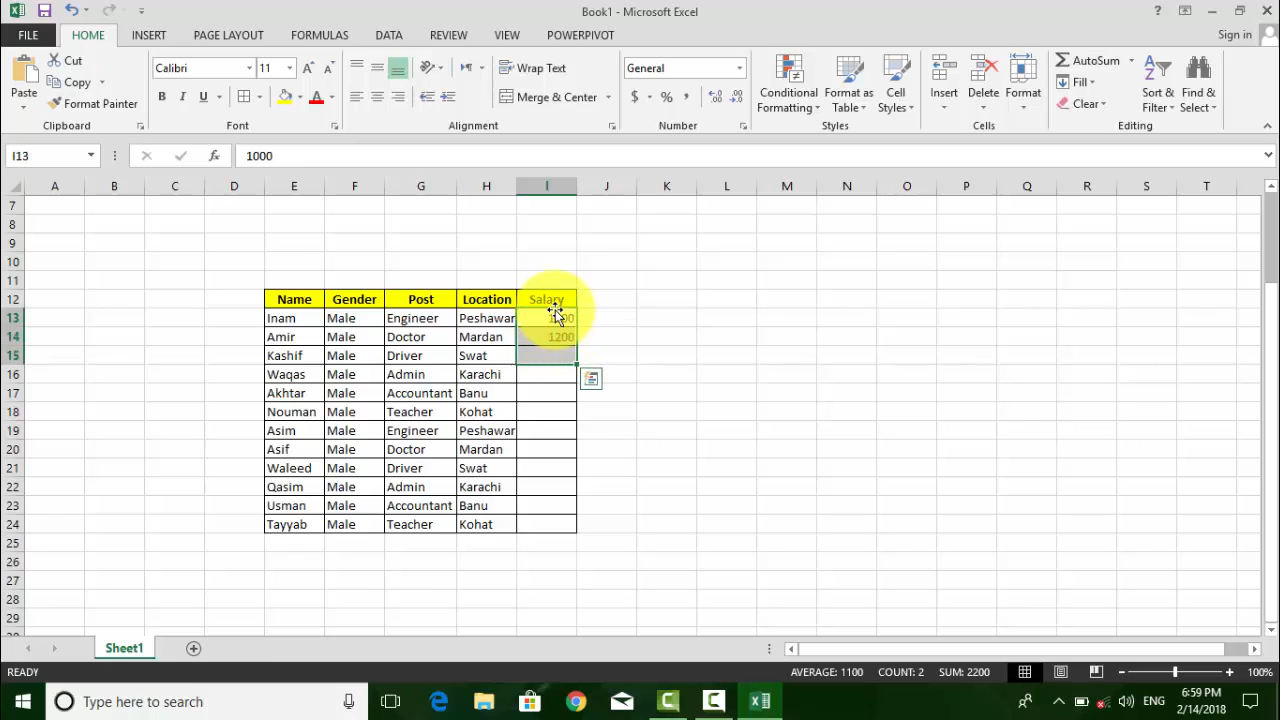 Book1 - Microsoft Excel
?
FILE HOME INSERT PAGE LAYOUT FORMULAS DATA REVIEW VIEW POWERPIVOT Sign in
Paste
Cut
Copy
Format Painter
Clipboard
Calibri 11
B I U
Font
Wrap Text
Merge & Center
Alignment
General
$ % ,
Number
Conditional Formatting
Format as Table
Cell Styles
Styles
Insert Delete Format
Cells
AutoSum
Fill
Clear
Sort & Filter
Find & Select
Editing
I13 fx 1000
A B C D E F G H I J K L M N O P Q R S T
7
8
9
10
11
12 Name Gender Post Location Salary
13 Inam Male Engineer Peshawar
14 Amir Male Doctor Mardan 1200
15 Kashif Male Driver Swat
16 Waqas Male Admin Karachi
17 Akhtar Male Accountant Banu
18 Nouman Male Teacher Kohat
19 Asim Male Engineer Peshawar
20 Asif Male Doctor Mardan
21 Waleed Male Driver Swat
22 Qasim Male Admin Karachi
23 Usman Male Accountant Banu
24 Tayyab Male Teacher Kohat
25
26
27
28
29
Sheet1
READY AVERAGE: 1100 COUNT: 2 SUM: 2200 100%
Type here to search
ENG
6:59 PM
2/14/2018